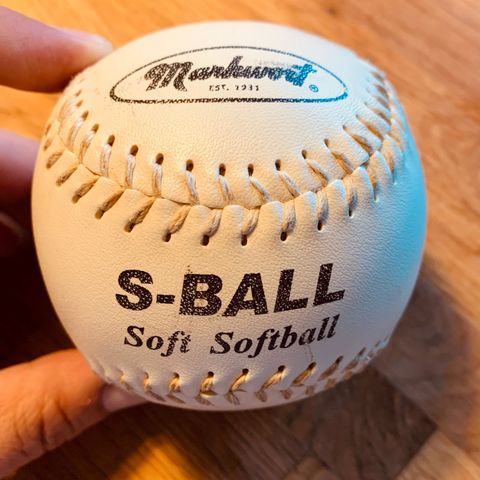 Markwort
EST. 1931
®
S-BALL
Soft Softball